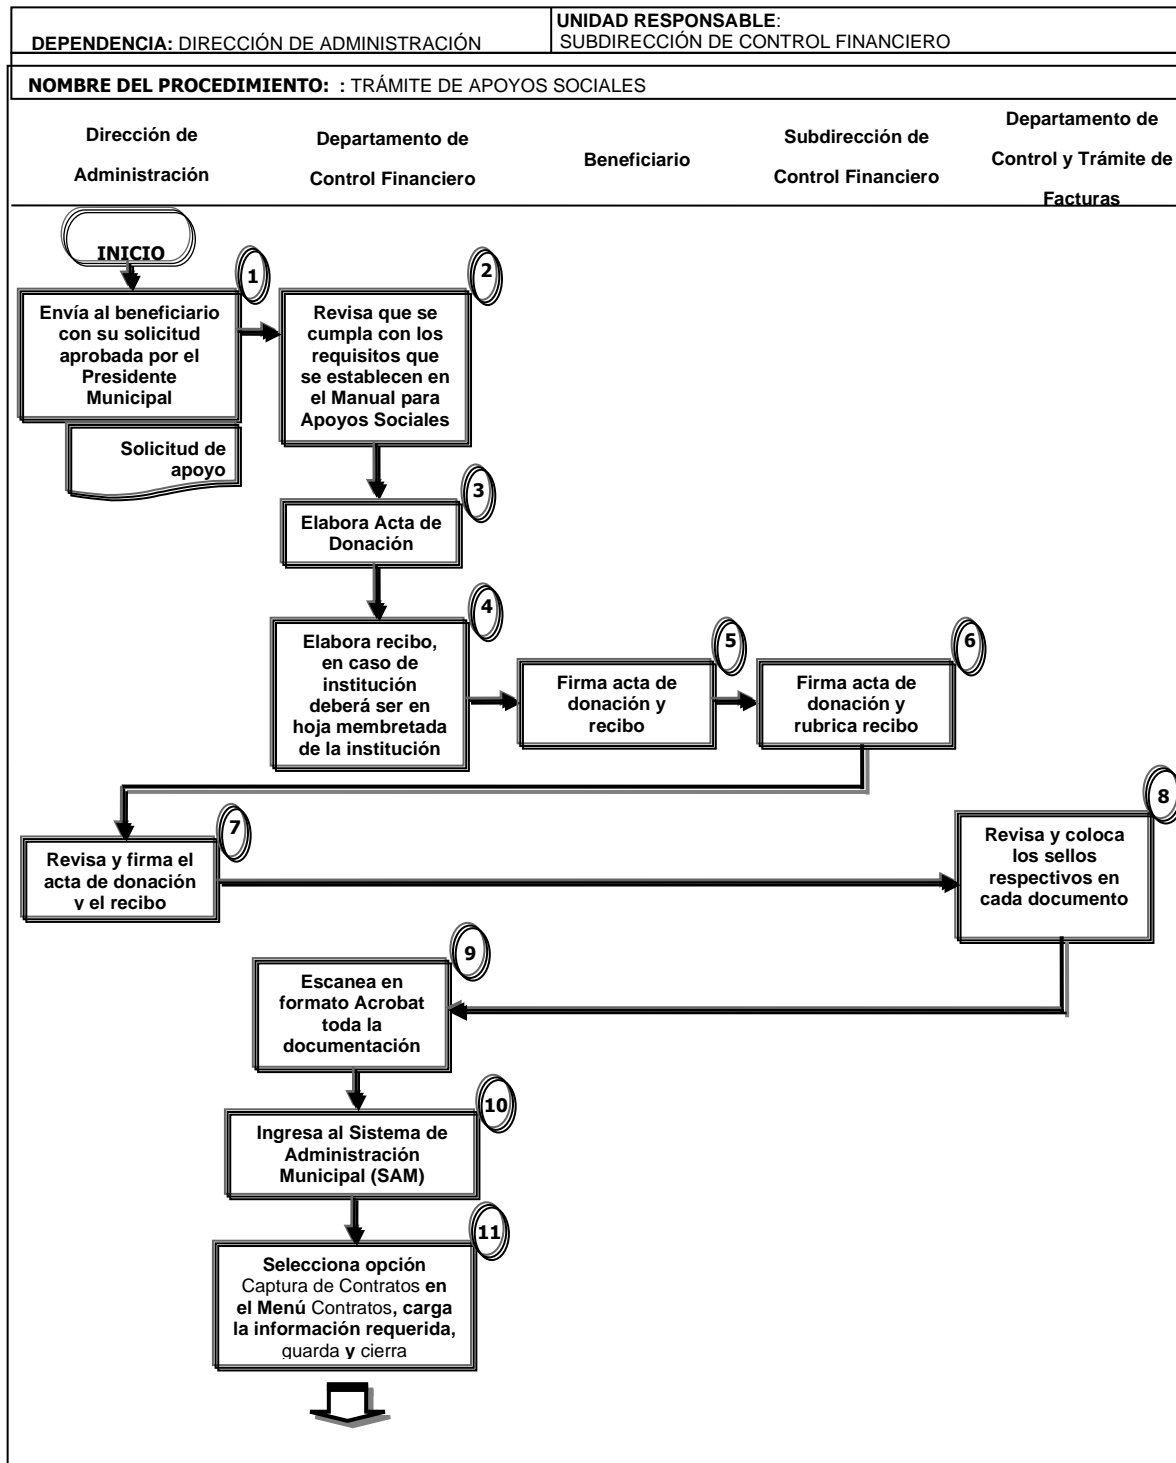 DEPENDENCIA: DIRECCIÓN DE ADMINISTRACIÓN
UNIDAD RESPONSABLE:
SUBDIRECCIÓN DE CONTROL FINANCIERO
NOMBRE DEL PROCEDIMIENTO: : TRÁMITE DE APOYOS SOCIALES
Dirección de
Administración
Departamento de
Control Financiero
Beneficiario
Subdirección de
Control Financiero
Departamento de
Control y Trámite de
Facturas
INICIO
1
Envía al beneficiario
con su solicitud
aprobada por el
Presidente
Municipal
Solicitud de
apoyo
2
Revisa que se
cumpla con los
requisitos que
se establecen en
el Manual para
Apoyos Sociales
3
Elabora Acta de
Donación
4
Elabora recibo,
en caso de
institución
deberá ser en
hoja membretada
de la institución
5
Firma acta de
donación y
recibo
6
Firma acta de
donación y
rubrica recibo
7
Revisa y firma el
acta de donación
y el recibo
8
Revisa y coloca
los sellos
respectivos en
cada documento
9
Escanea en
formato Acrobat
toda la
documentación
10
Ingresa al Sistema de
Administración
Municipal (SAM)
11
Selecciona opción
Captura de Contratos en
el Menú Contratos, carga
la información requerida,
guarda y cierra